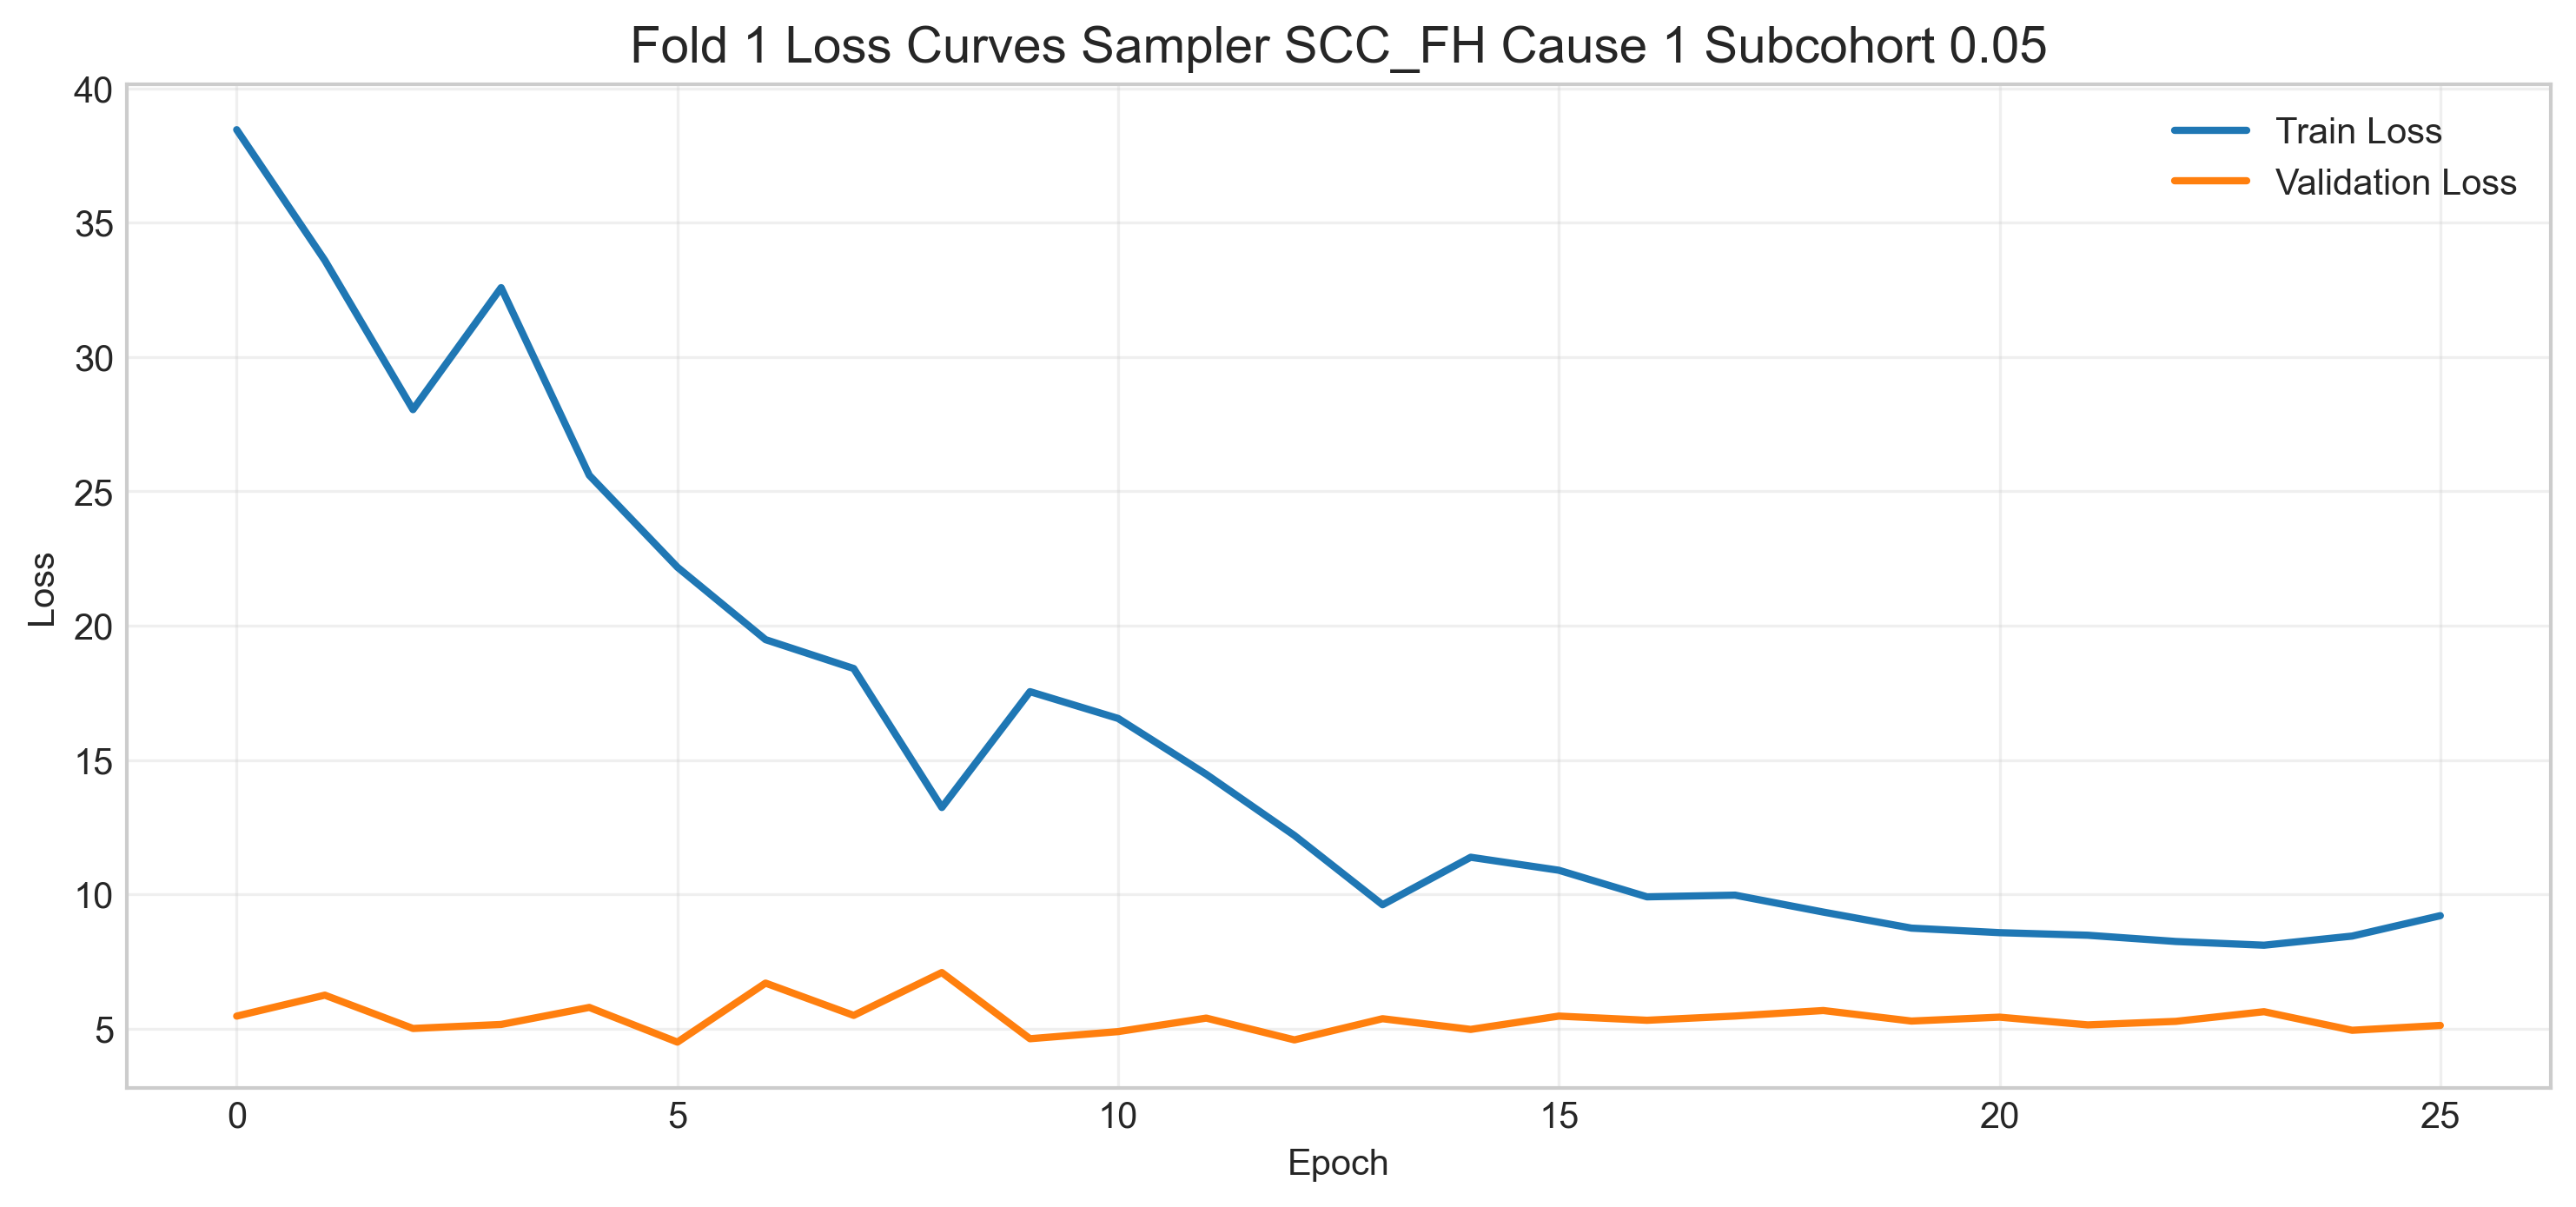 Fold 1 Loss Curves Sampler SCC_FH Cause 1 Subcohort 0.05
Train Loss
Validation Loss
Loss
40
35
30
25
20
15
10
5
0 5 10 15 20 25
Epoch